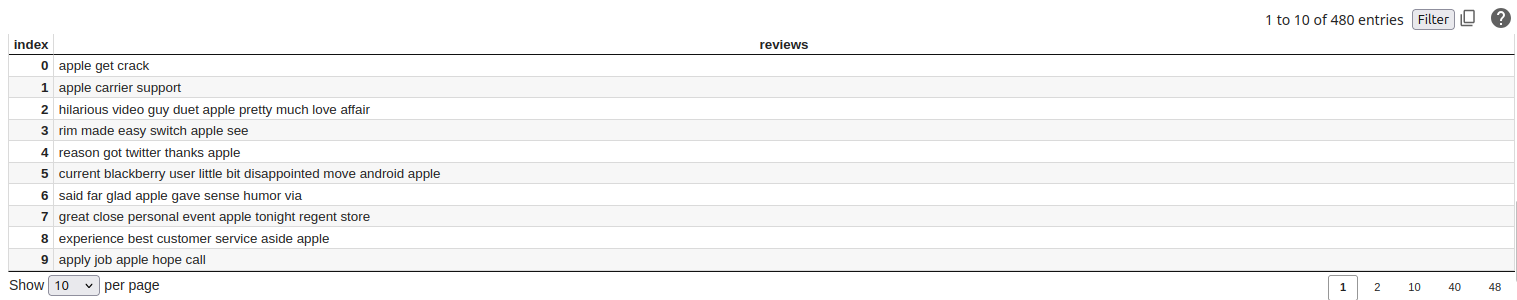 1 to 10 of 480 entries Filter
index reviews
0 apple get crack
1 apple carrier support
2 hilarious video guy duet apple pretty much love affair
3 rim made easy switch apple see
4 reason got twitter thanks apple
5 current blackberry user little bit disappointed move android apple
6 said far glad apple gave sense humor via
7 great close personal event apple tonight regent store
8 experience best customer service aside apple
9 apply job apple hope call
Show 10 per page 1 2 10 40 48